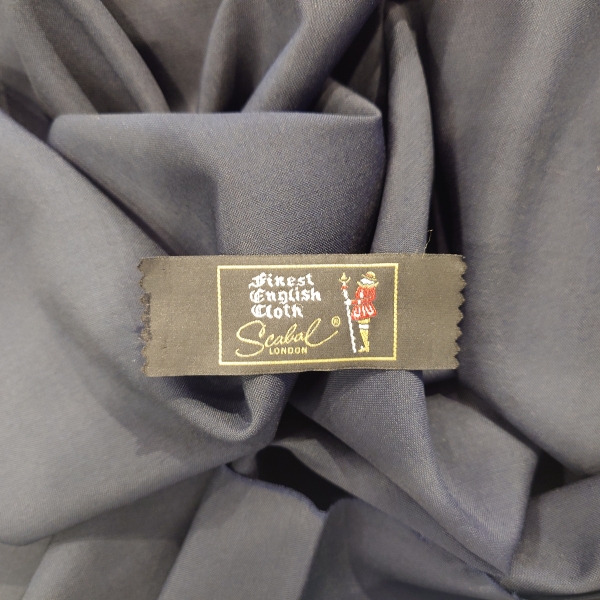 Finest
English
Cloth
Scabal ®
LONDON